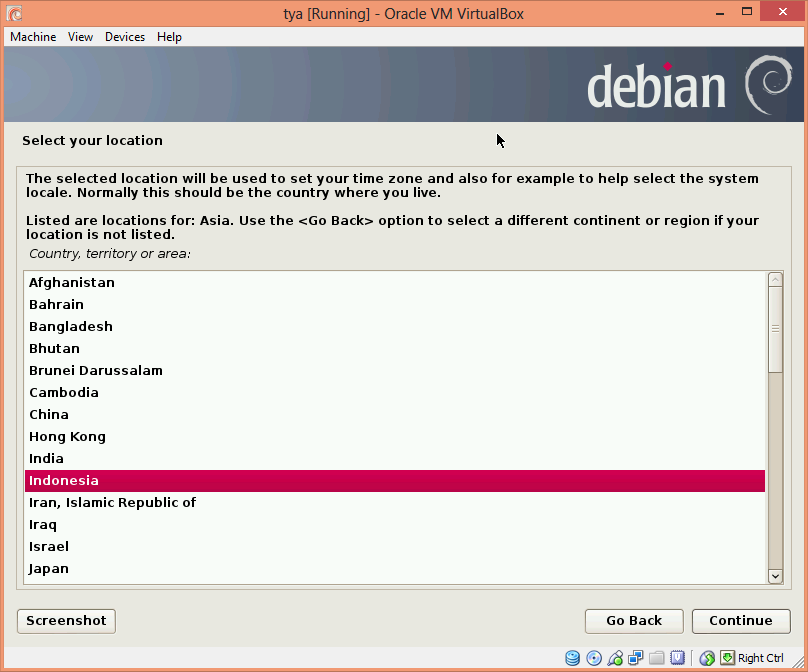 tya [Running] - Oracle VM VirtualBox
Machine View Devices Help
debian
Select your location
The selected location will be used to set your time zone and also for example to help select the system
locale. Normally this should be the country where you live.
Listed are locations for: Asia. Use the <Go Back> option to select a different continent or region if your
location is not listed.
Country, territory or area:
Afghanistan
Bahrain
Bangladesh
Bhutan
Brunei Darussalam
Cambodia
China
Hong Kong
India
Indonesia
Iran, Islamic Republic of
Iraq
Israel
Japan
Screenshot Go Back Continue
Right Ctrl